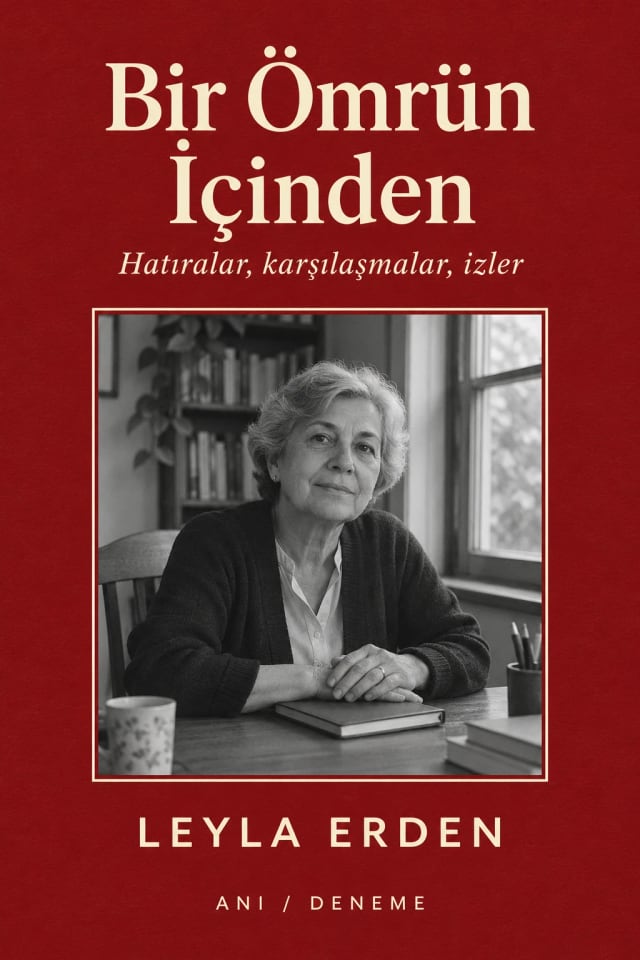 Bir Ömrün
İçinden
Hatıralar, karşılaşmalar, izler
LEYLA ERDEN
ANI / DENEME